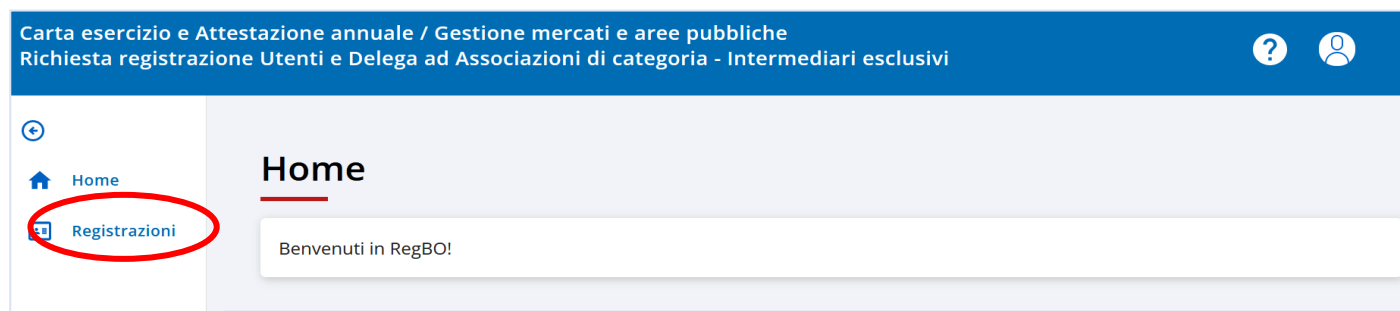 Carta esercizio e Attestazione annuale / Gestione mercati e aree pubbliche
Richiesta registrazione Utenti e Delega ad Associazioni di categoria - Intermediari esclusivi
?
Home
Registrazioni
Home
Benvenuti in RegBO!